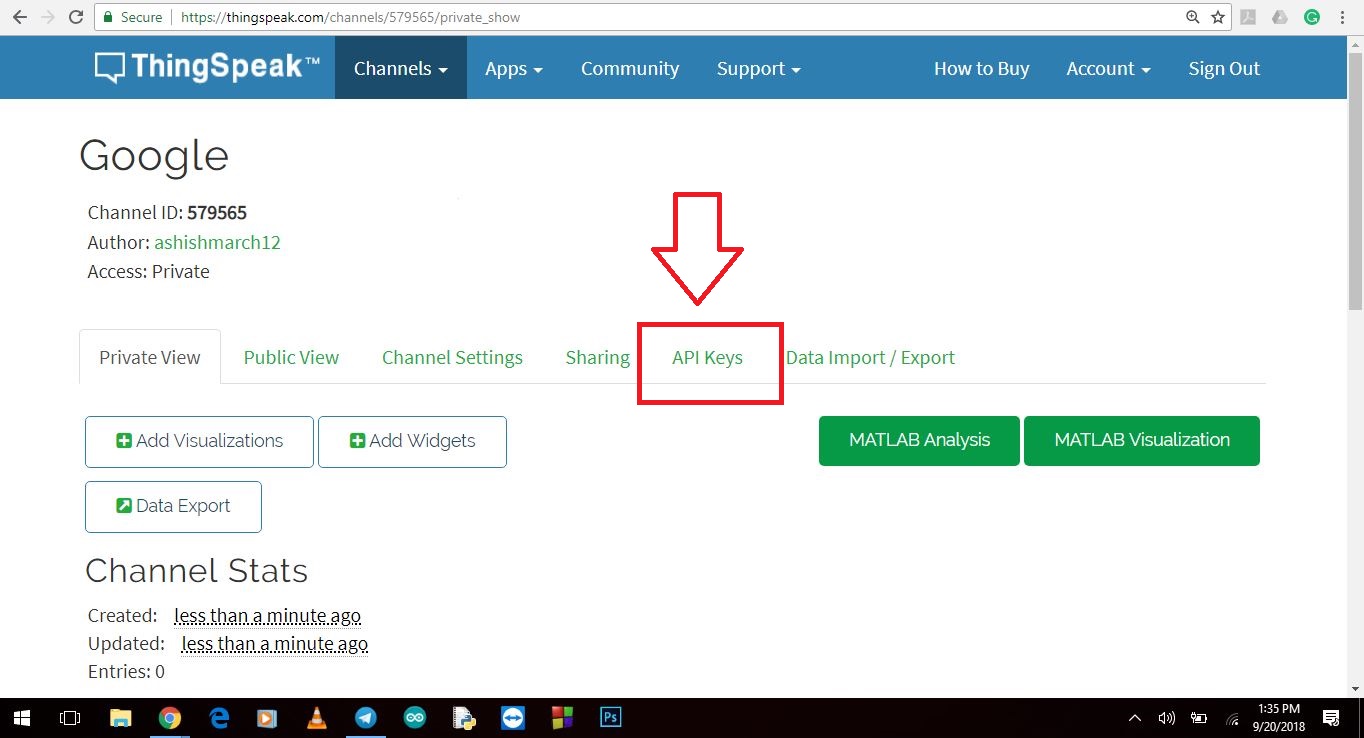 Secure https://thingspeak.com/channels/579565/private_show
ThingSpeak™ Channels Apps Community Support How to Buy Account Sign Out
Google
Channel ID: 579565
Author: ashishmarch12
Access: Private
Private View Public View Channel Settings Sharing API Keys Data Import / Export
Add Visualizations Add Widgets MATLAB Analysis MATLAB Visualization
Data Export
Channel Stats
Created: less than a minute ago
Updated: less than a minute ago
Entries: 0
Ps
1:35 PM
9/20/2018